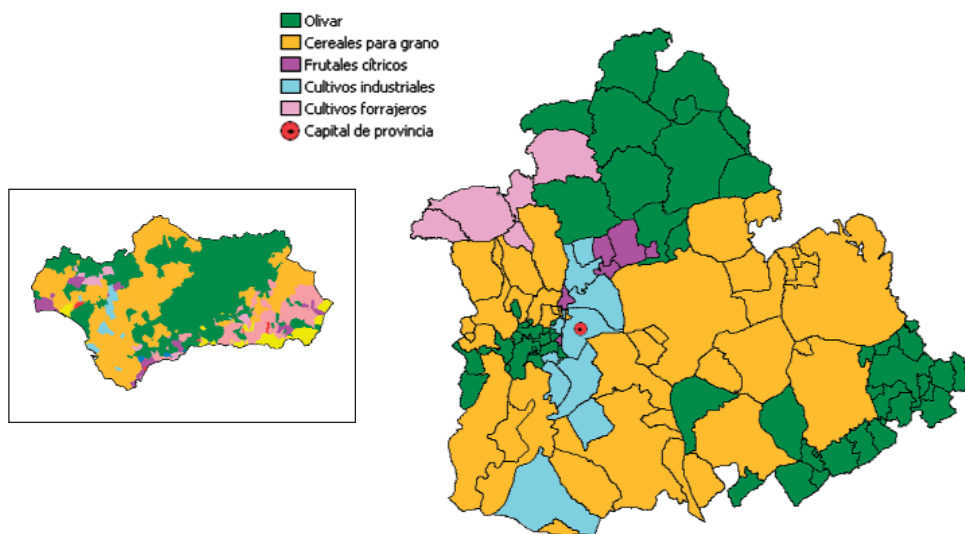 Olivar
Cereales para grano
Frutales cítricos
Cultivos industriales
Cultivos forrajeros
Capital de provincia